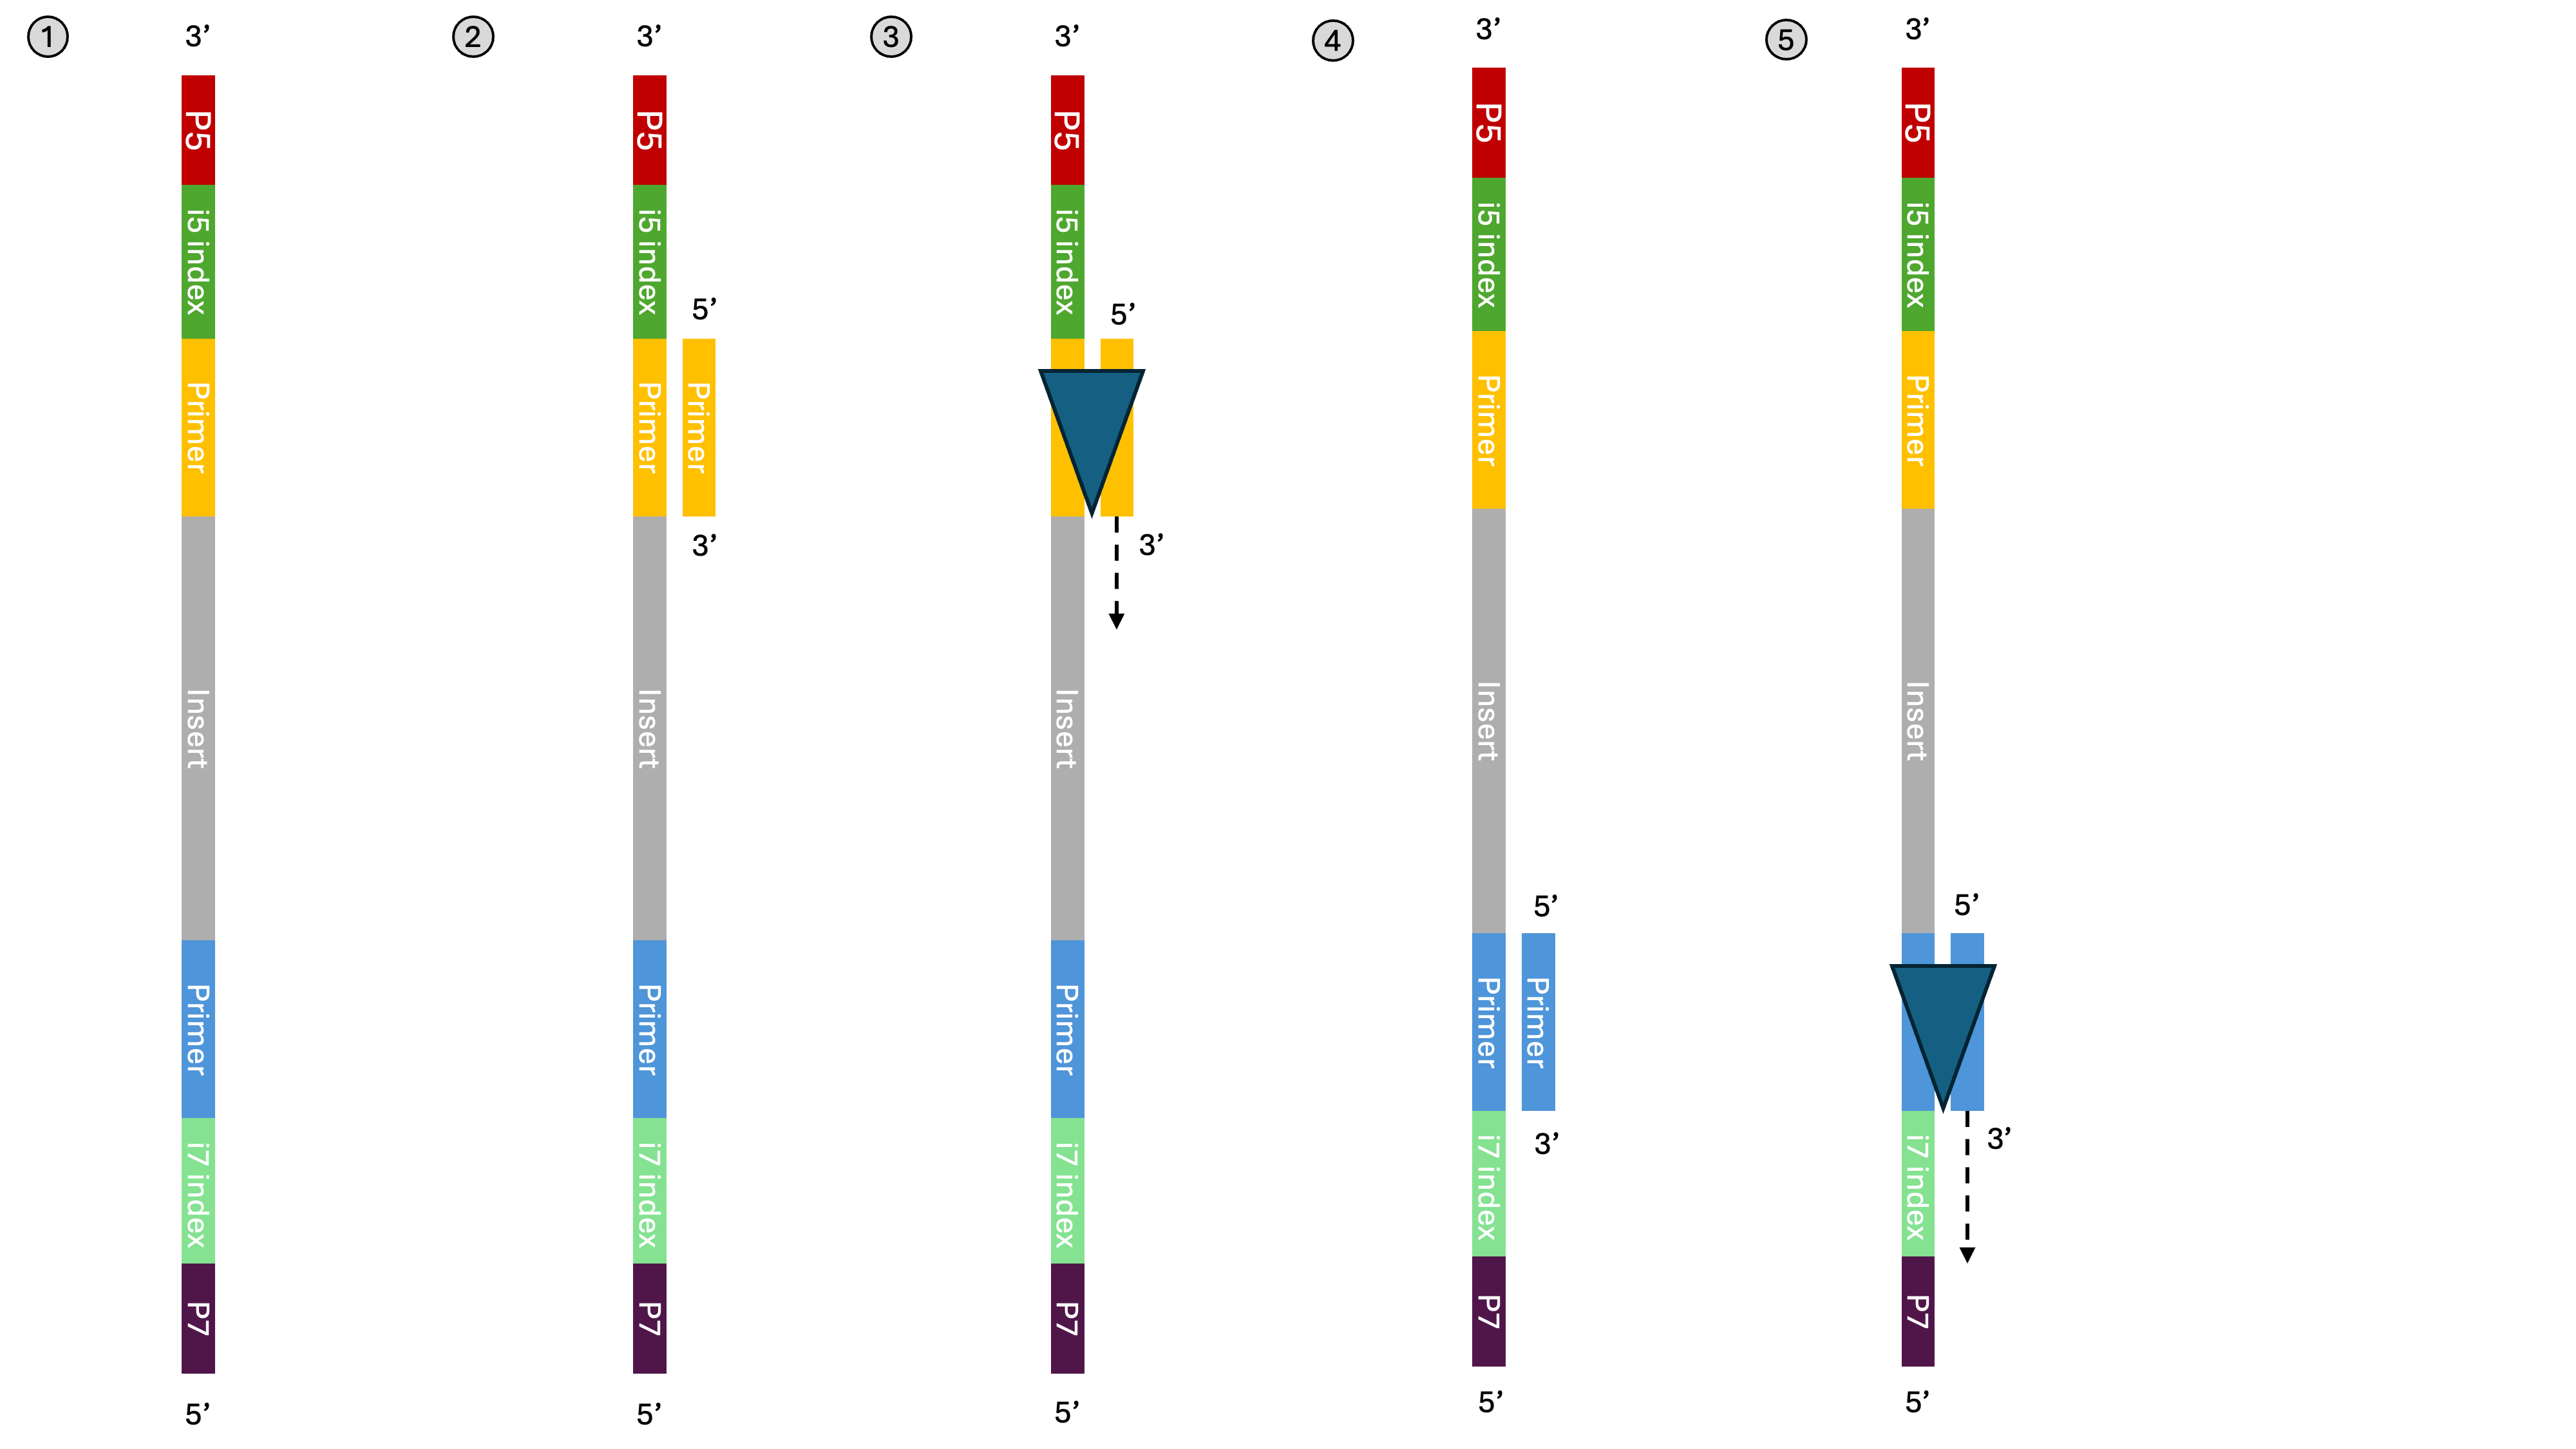 1
3’
P5
i5 index
Primer
Insert
Primer
i7 index
P7
5’
2
3’
P5
i5 index
Primer
Insert
Primer
i7 index
P7
5’
5’
Primer
3’
3
3’
P5
i5 index
Insert
Primer
i7 index
P7
5’
5’
3’
4
3’
P5
i5 index
Primer
Insert
Primer
i7 index
P7
5’
5’
Primer
3’
5
3’
P5
i5 index
Primer
Insert
i7 index
P7
5’
5’
3’